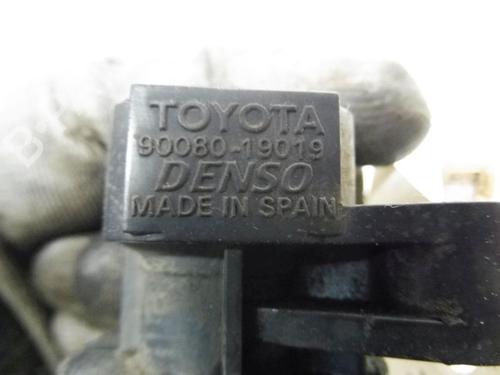 TOYOTA
90080-19019
DENSO
MADE IN SPAIN